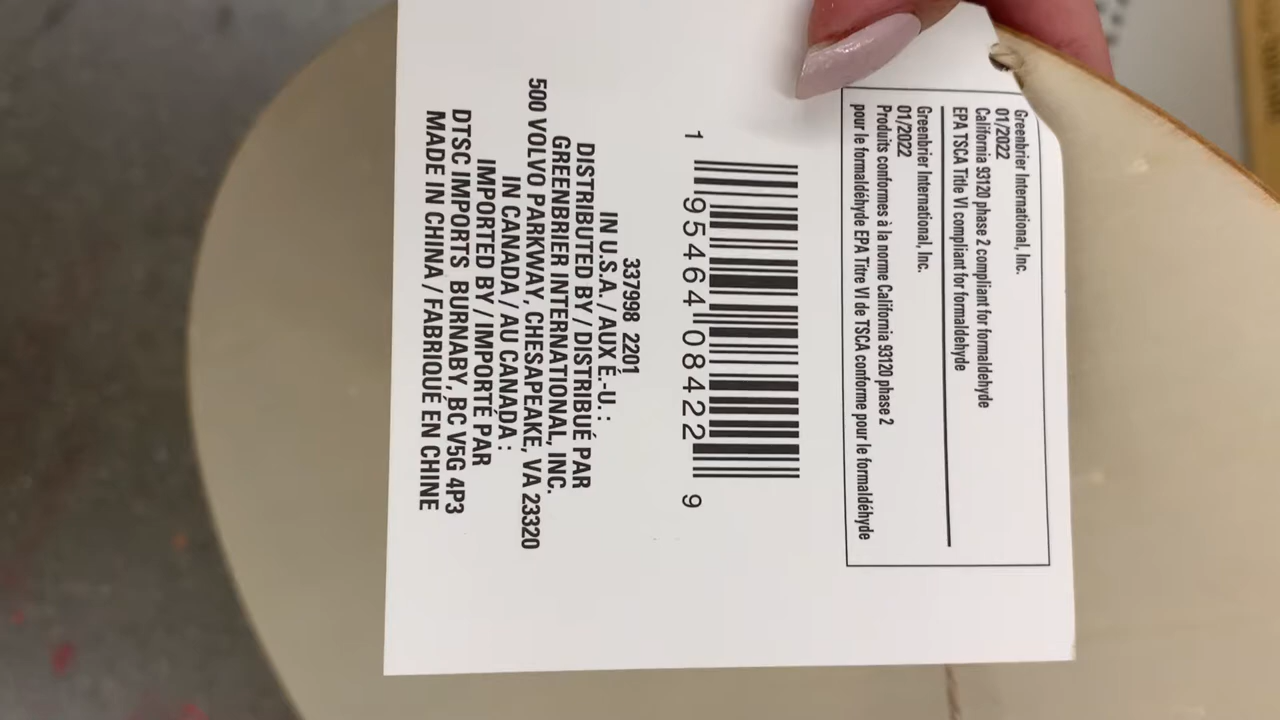 Greenbrier International, Inc.
01/2022
California 93120 phase 2 compliant for formaldehyde
EPA TSCA Title VI compliant for formaldehyde
Greenbrier International, Inc.
01/2022
Produits conformes à la norme California 93120 phase 2
pour le formaldéhyde EPA Titre VI de TSCA conforme pour le formaldéhyde
1 95464 08422 9
337998 2201
IN U.S.A. / AUX E.-U. :
DISTRIBUTED BY / DISTRIBUÉ PAR
GREENBRIER INTERNATIONAL, INC.
500 VOLVO PARKWAY, CHESAPEAKE, VA 23320
IN CANADA / AU CANADA :
IMPORTED BY / IMPORTÉ PAR
DTSC IMPORTS BURNABY, BC V5G 4P3
MADE IN CHINA / FABRIQUÉ EN CHINE